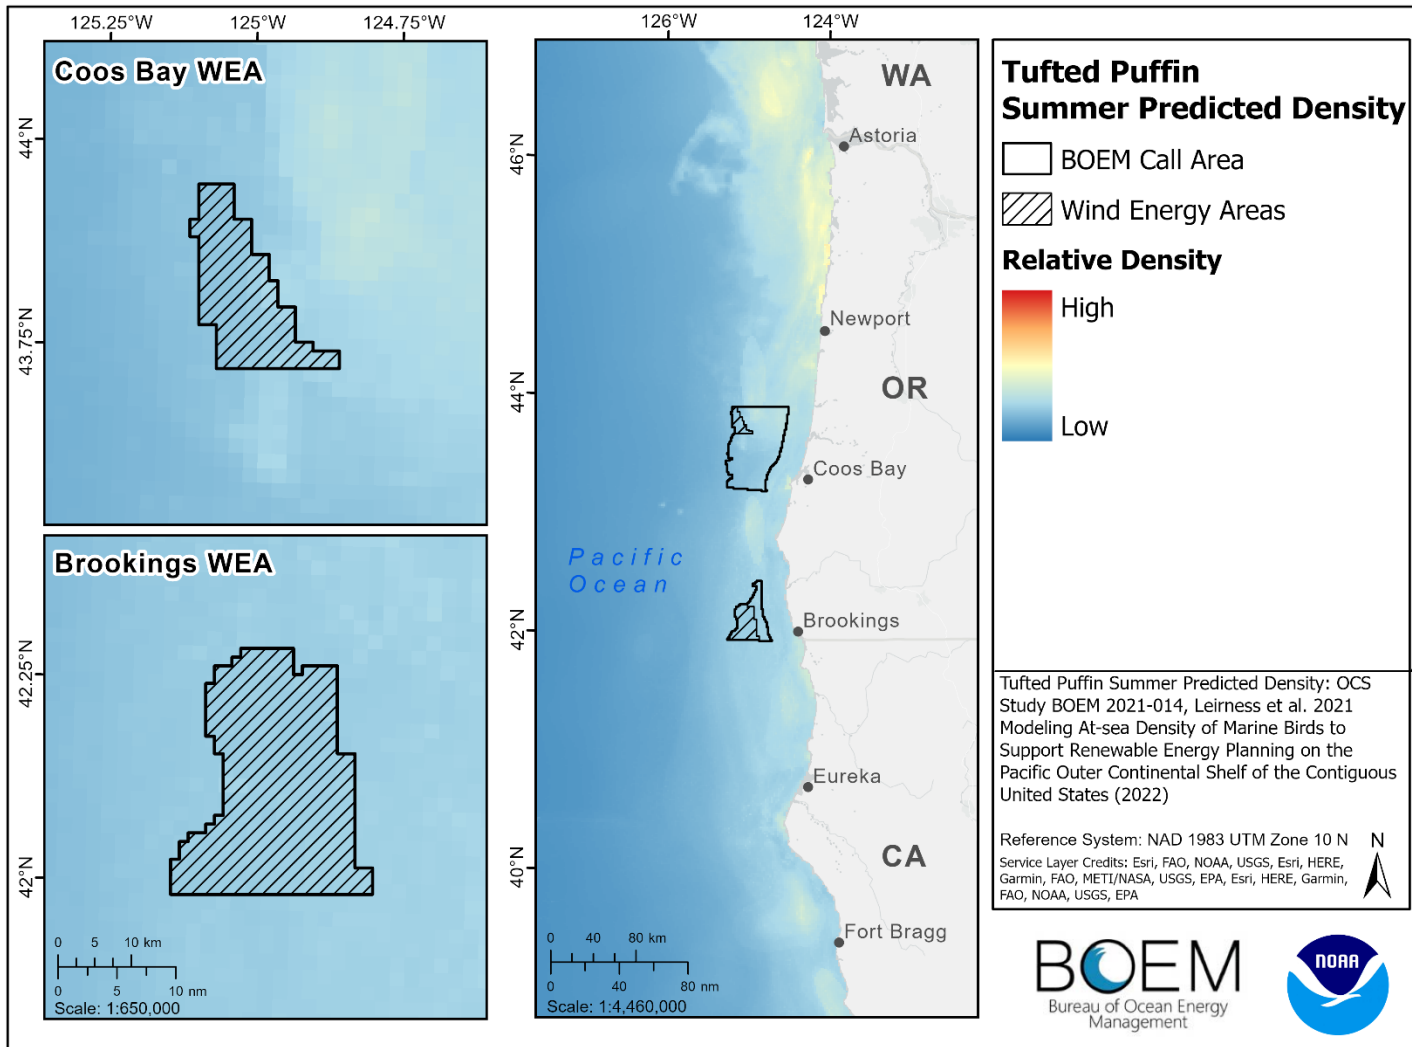 125.25°W 125°W 124.75°W
126°W 124°W
Coos Bay WEA
44°N
43.75°N
Brookings WEA
42.25°N
42°N
0 5 10 km
0 5 10 nm
Scale: 1:650,000
46°N
44°N
42°N
40°N
WA
Astoria
Newport
OR
Coos Bay
Pacific
Ocean
Brookings
Eureka
CA
Fort Bragg
0 40 80 km
0 40 80 nm
Scale: 1:4,460,000
Tufted Puffin
Summer Predicted Density
BOEM Call Area
Wind Energy Areas
Relative Density
High
Low
Tufted Puffin Summer Predicted Density: OCS
Study BOEM 2021-014, Leirness et al. 2021
Modeling At-sea Density of Marine Birds to
Support Renewable Energy Planning on the
Pacific Outer Continental Shelf of the Contiguous
United States (2022)
Reference System: NAD 1983 UTM Zone 10 N
N
Service Layer Credits: Esri, FAO, NOAA, USGS, Esri, HERE,
Garmin, FAO, METI/NASA, USGS, EPA, Esri, HERE, Garmin,
FAO, NOAA, USGS, EPA
BOEM
Bureau of Ocean Energy
Management
NOAA